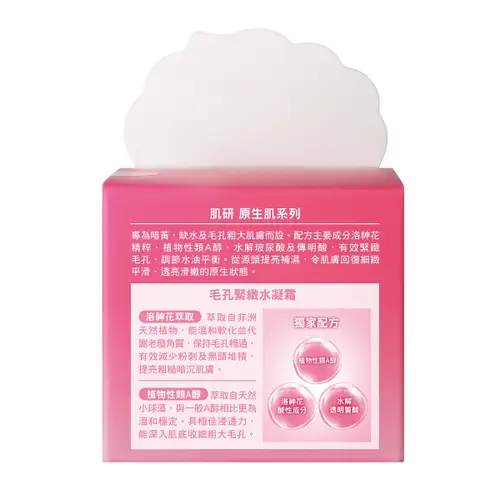 肌研 原生肌系列
專為暗黃、缺水及毛孔粗大肌膚而設。配方主要成分洛神花
精粹、植物性類A醇、水解玻尿酸及傳明酸，有效緊緻
毛孔、調節水油平衡。從源頭提亮補濕，令肌膚回復細緻
平滑、透亮滑嫩的原生狀態。
毛孔緊緻水凝霜
洛神花萃取 萃取自非洲
天然植物，能溫和軟化並代
謝老廢角質，保持毛孔暢通，
有效減少粉刺及黑頭堆積，
提亮粗糙暗沉肌膚。
植物性類A醇 萃取自天然
小球藻，與一般A醇相比更為
溫和穩定。具極佳浸透力，
能深入肌底收細粗大毛孔。
獨家配方
植物性類A醇
洛神花
酸性成分
水解
透明質酸